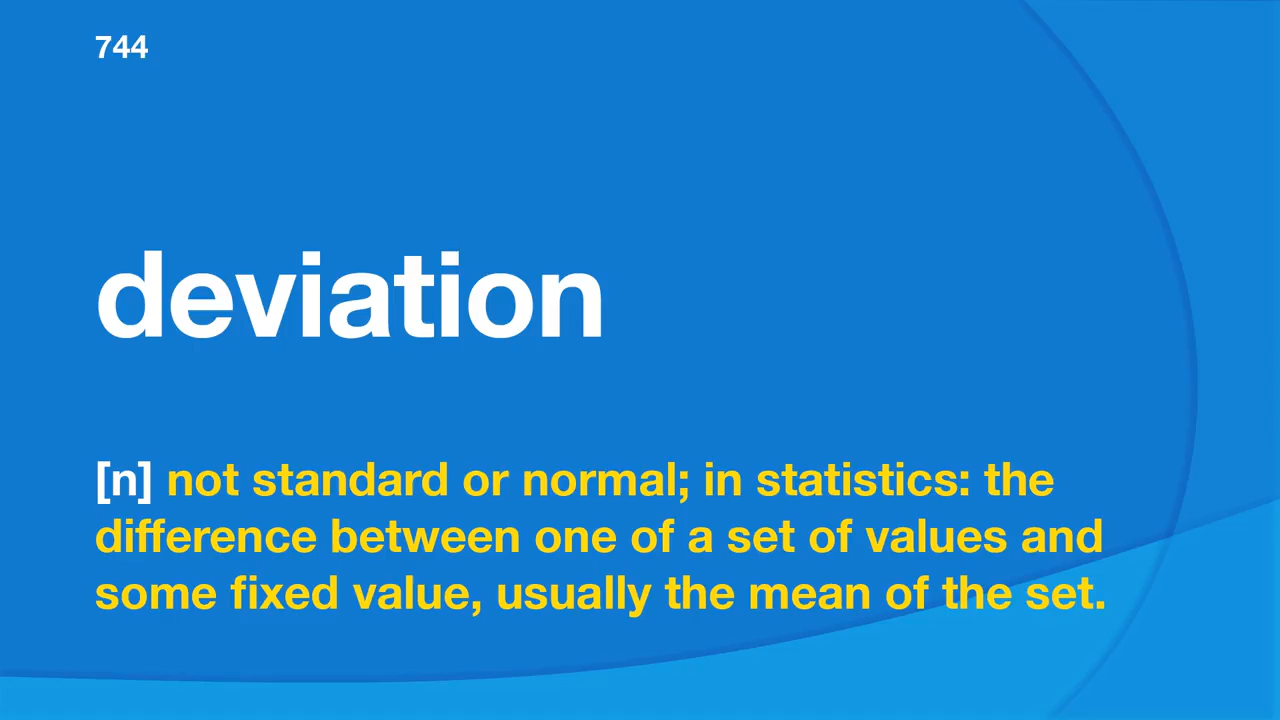 744
deviation
[n] not standard or normal; in statistics: the
difference between one of a set of values and
some fixed value, usually the mean of the set.